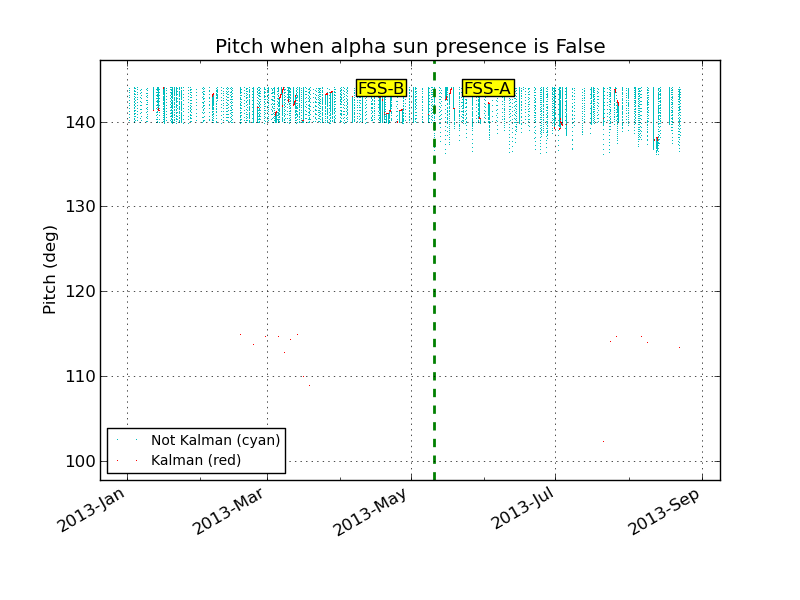 Pitch when alpha sun presence is False
FSS-B
FSS-A
140
130
120
110
100
Pitch (deg)
Not Kalman (cyan)
Kalman (red)
2013-Jan
2013-Mar
2013-May
2013-Jul
2013-Sep